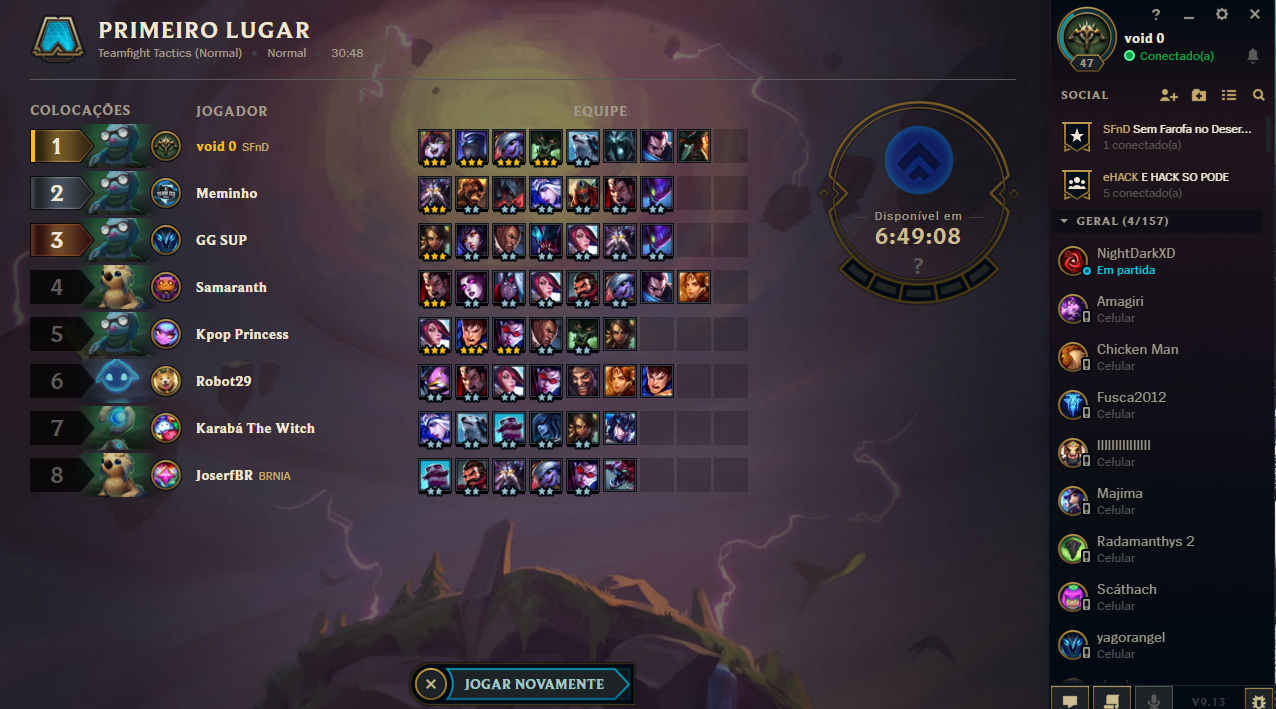 PRIMEIRO LUGAR
Teamfight Tactics (Normal) • Normal • 30:48
COLOCAÇÕES JOGADOR EQUIPE
1 void 0 SFnD
2 Meminho
3 GG SUP
4 Samaranth
5 Kpop Princess
6 Robot29
7 Karabá The Witch
8 JoserfBR BRNIA
Disponível em
6:49:08
?
JOGAR NOVAMENTE
?
void 0
47
Conectado(a)
SOCIAL
SFnD Sem Farofa no Deser...
1 conectado(a)
eHACK E HACK SO PODE
5 conectado(a)
GERAL (4/157)
NightDarkXD
Em partida
Amagiri
Celular
Chicken Man
Celular
Fusca2012
Celular
Celular
Majima
Celular
Radamanthys 2
Celular
Scáthach
Celular
yagorangel
Celular
V9.13